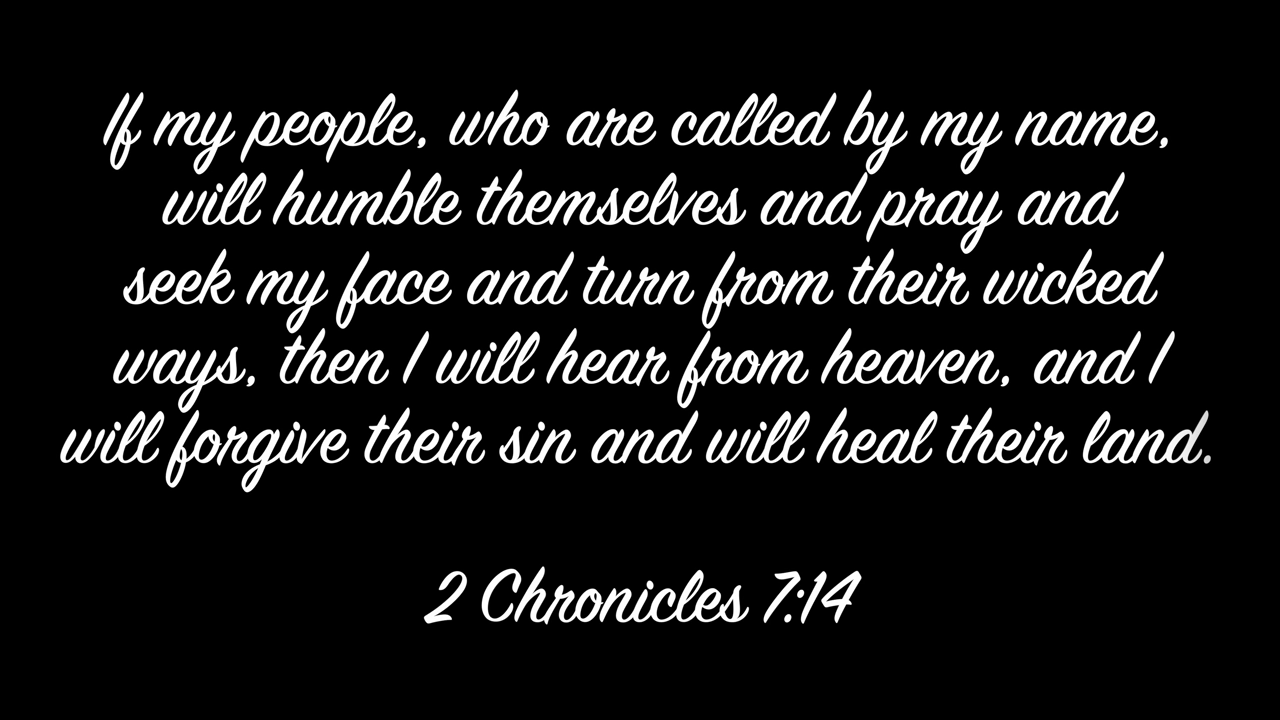 If my people, who are called by my name,
will humble themselves and pray and
seek my face and turn from their wicked
ways, then I will hear from heaven, and I
will forgive their sin and will heal their land.
2 Chronicles 7:14